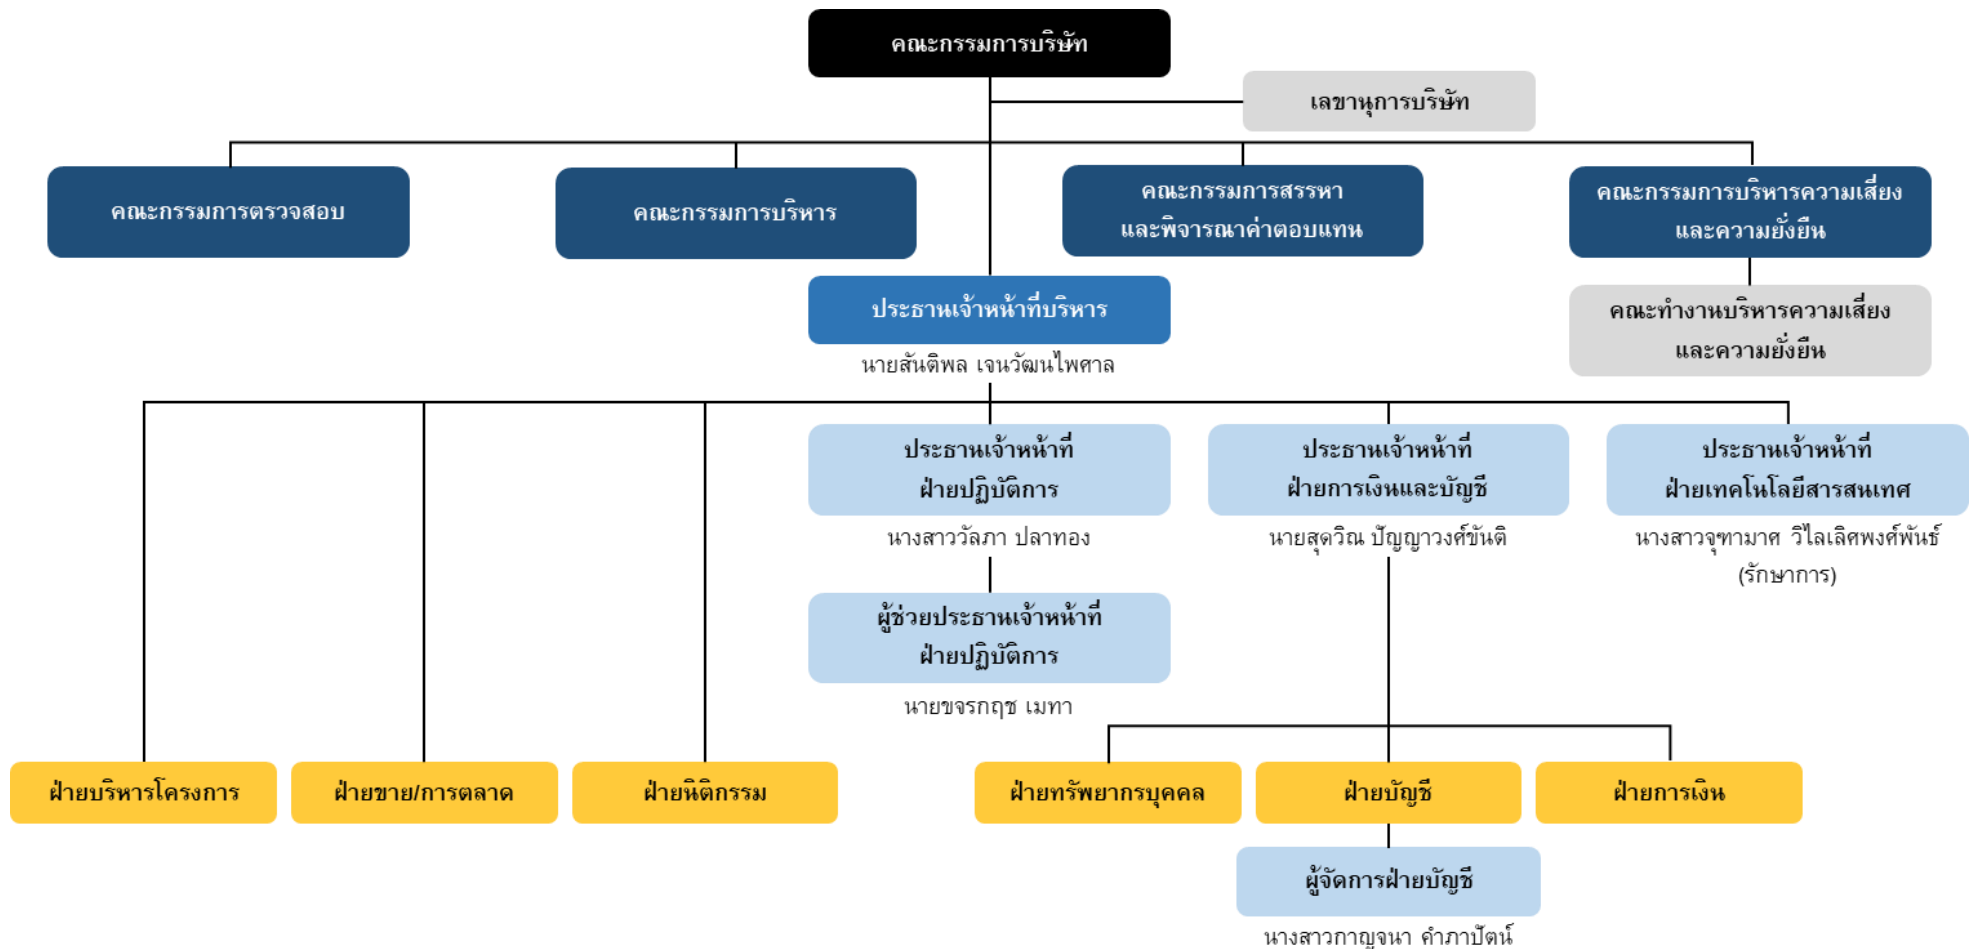 คณะกรรมการบริษัท
เลขานุการบริษัท
คณะกรรมการตรวจสอบ
คณะกรรมการบริหาร
คณะกรรมการสรรหา
และพิจารณาค่าตอบแทน
คณะกรรมการบริหารความเสี่ยง
และความยั่งยืน
คณะทำงานบริหารความเสี่ยง
และความยั่งยืน
ประธานเจ้าหน้าที่บริหาร
นายสันติพล เจนวัฒนไพศาล
ประธานเจ้าหน้าที่
ฝ่ายปฏิบัติการ
นางสาววัลภา ปลาทอง
ประธานเจ้าหน้าที่
ฝ่ายการเงินและบัญชี
นายสุดวิณ ปัญญาวงศ์ขันติ
ประธานเจ้าหน้าที่
ฝ่ายเทคโนโลยีสารสนเทศ
นางสาวจุฑามาศ วิไลเลิศพงศ์พันธ์
(รักษาการ)
ผู้ช่วยประธานเจ้าหน้าที่
ฝ่ายปฏิบัติการ
นายขจรกฤช เมทา
ฝ่ายบริหารโครงการ
ฝ่ายขาย/การตลาด
ฝ่ายนิติกรรม
ฝ่ายทรัพยากรบุคคล
ฝ่ายบัญชี
ฝ่ายการเงิน
ผู้จัดการฝ่ายบัญชี
นางสาวกาญจนา คำภาปัตน์